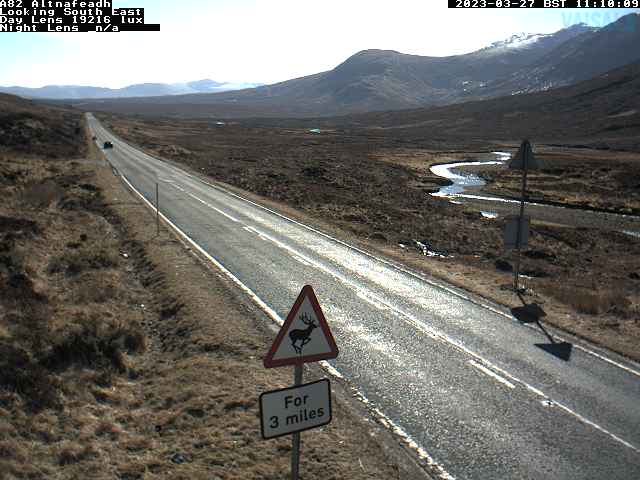 A82 Altnafeadh
Looking South East
Day Lens 19216 lux
Night Lens n/a
2023-03-27 BST 11:10:09
VAISALA
For
3 miles